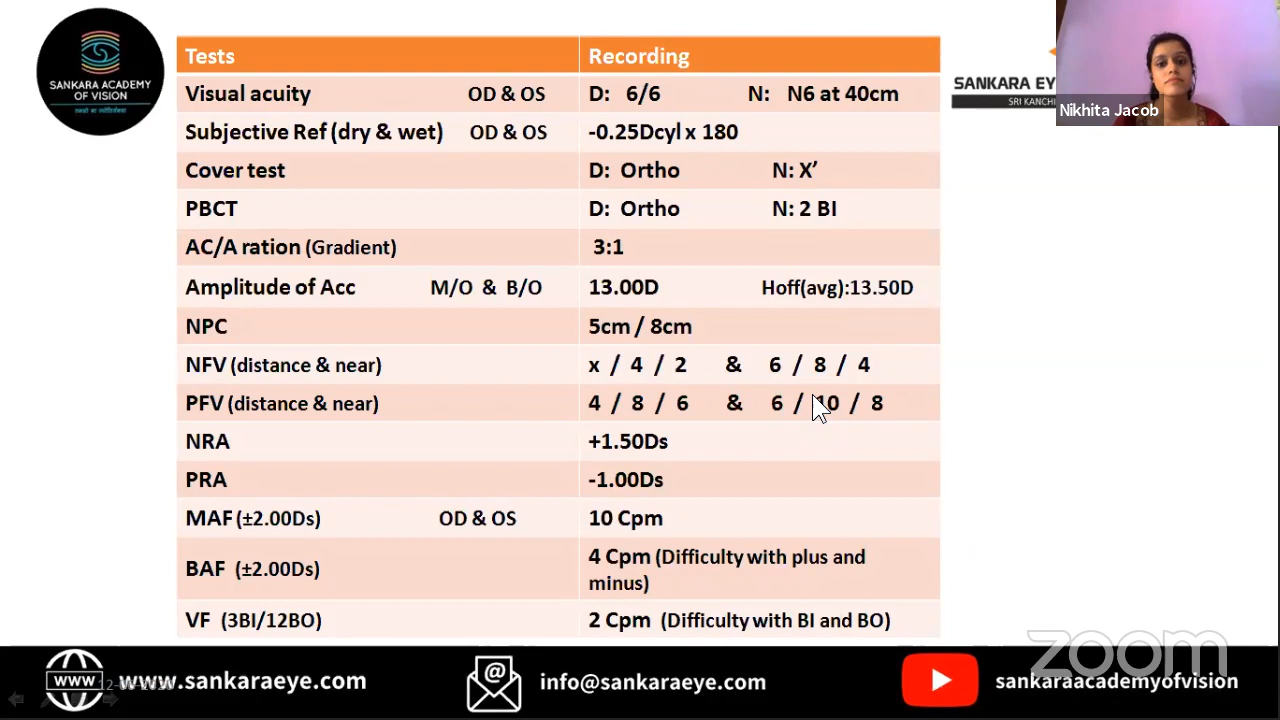 SANKARA ACADEMY
OF VISION
Tests Recording
Visual acuity OD & OS D: 6/6 N: N6 at 40cm
Subjective Ref (dry & wet) OD & OS -0.25Dcyl x 180
Cover test D: Ortho N: X’
PBCT D: Ortho N: 2 BI
AC/A ration (Gradient) 3:1
Amplitude of Acc M/O & B/O 13.00D Hoff(avg):13.50D
NPC 5cm / 8cm
NFV (distance & near) x / 4 / 2 & 6 / 8 / 4
PFV (distance & near) 4 / 8 / 6 & 6 / 10 / 8
NRA +1.50Ds
PRA -1.00Ds
MAF (±2.00Ds) OD & OS 10 Cpm
BAF (±2.00Ds) 4 Cpm (Difficulty with plus and
minus)
VF (3BI/12BO) 2 Cpm (Difficulty with BI and BO)
SANKARA EY
SRI KANCHI
Nikhita Jacob
zoom
WWW
www.sankaraeye.com
info@sankaraeye.com
sankaraacademyofvision